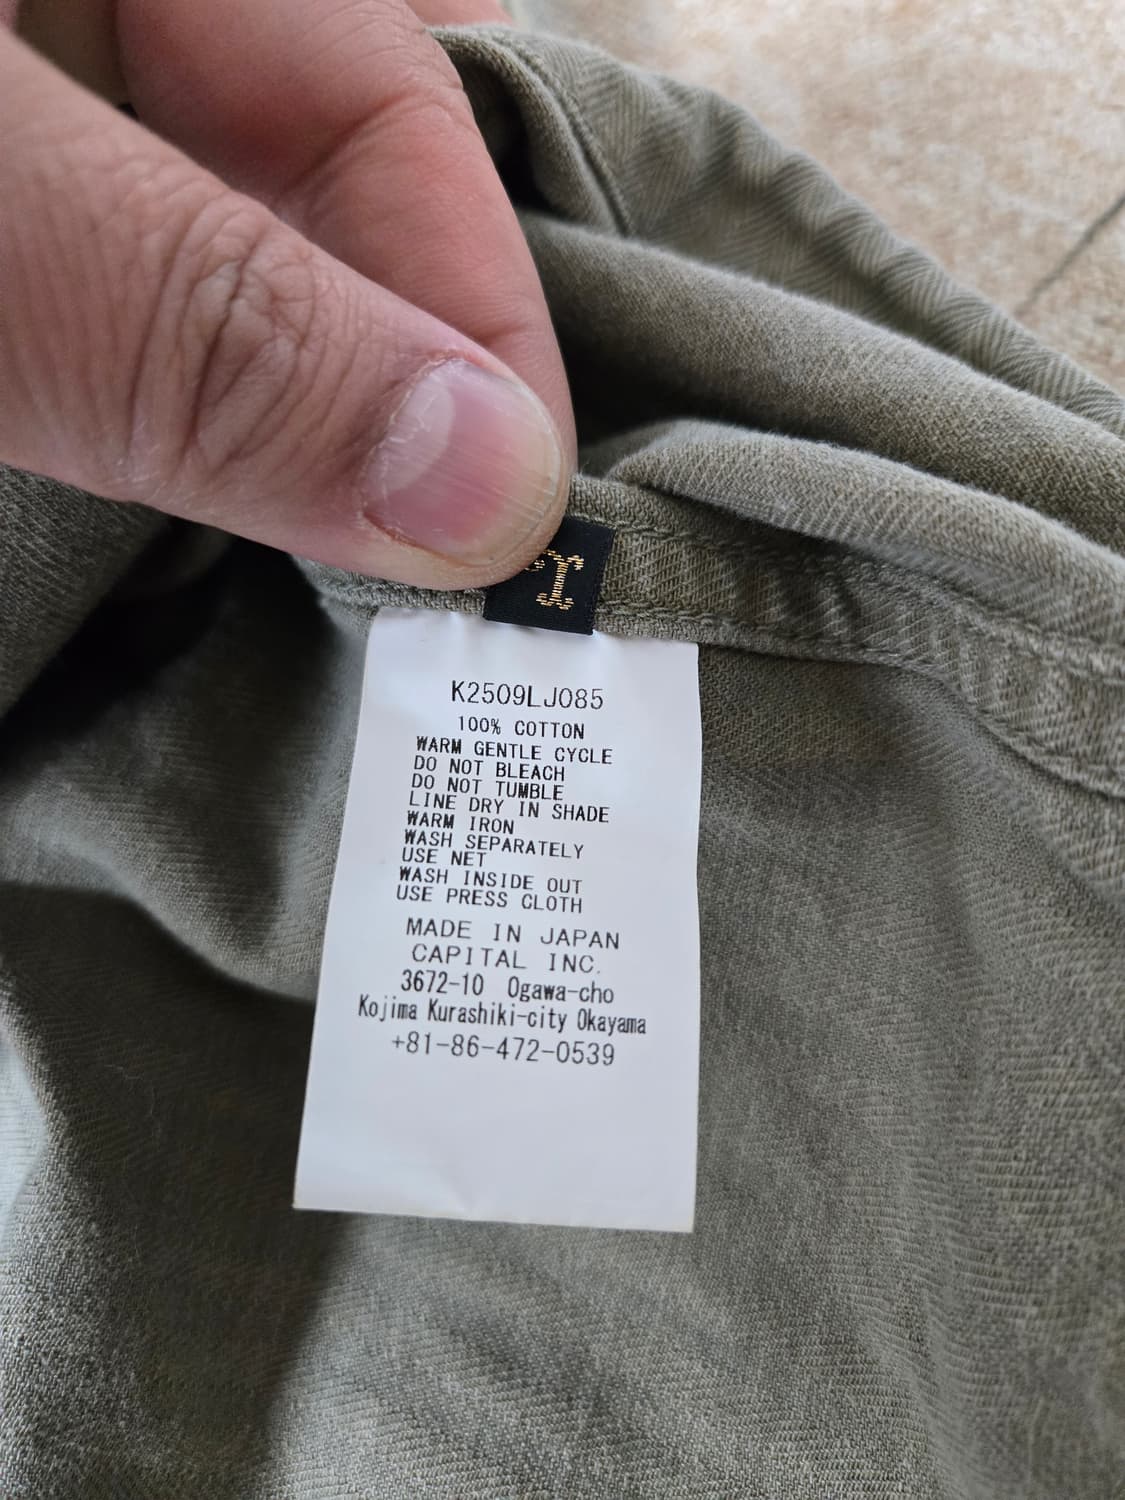 K2509LJ085
100% COTTON
WARM GENTLE CYCLE
DO NOT BLEACH
DO NOT TUMBLE
LINE DRY IN SHADE
WARM IRON
WASH SEPARATELY
USE NET
WASH INSIDE OUT
USE PRESS CLOTH
MADE IN JAPAN
CAPITAL INC.
3672-10 Ogawa-cho
Kojima Kurashiki-city Okayama
+81-86-472-0539